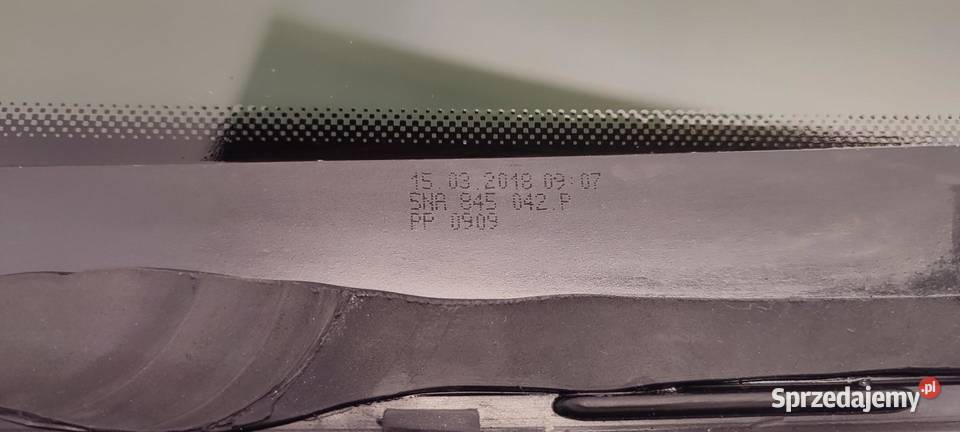 15.03.2018 09:07
5NA 845 042.P
PP 0909
Sprzedajemy.pl